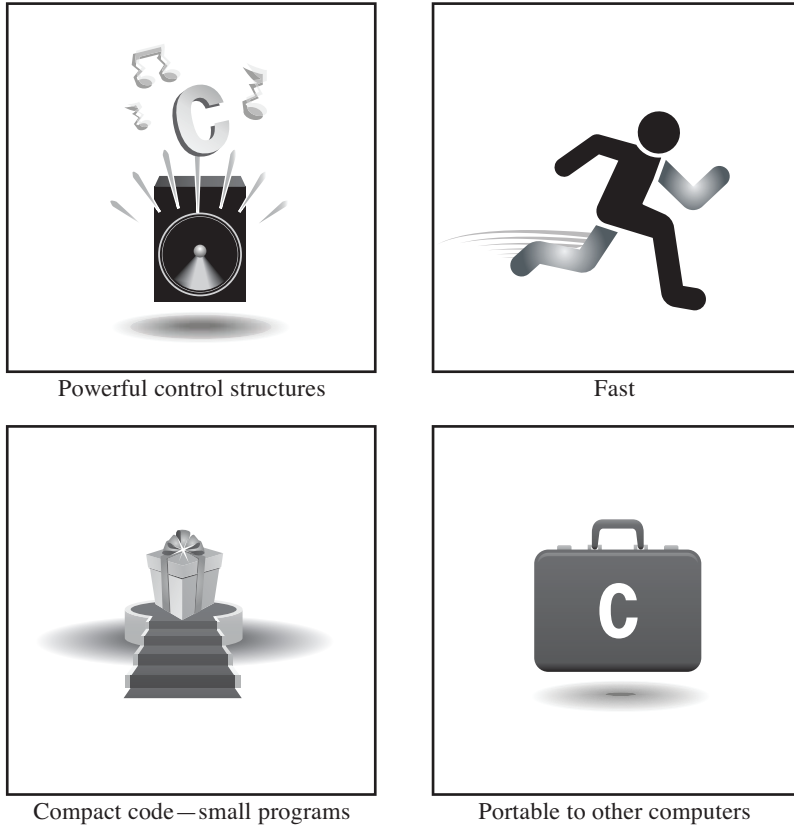 C
Powerful control structures
Fast
Compact code—small programs
C
Portable to other computers